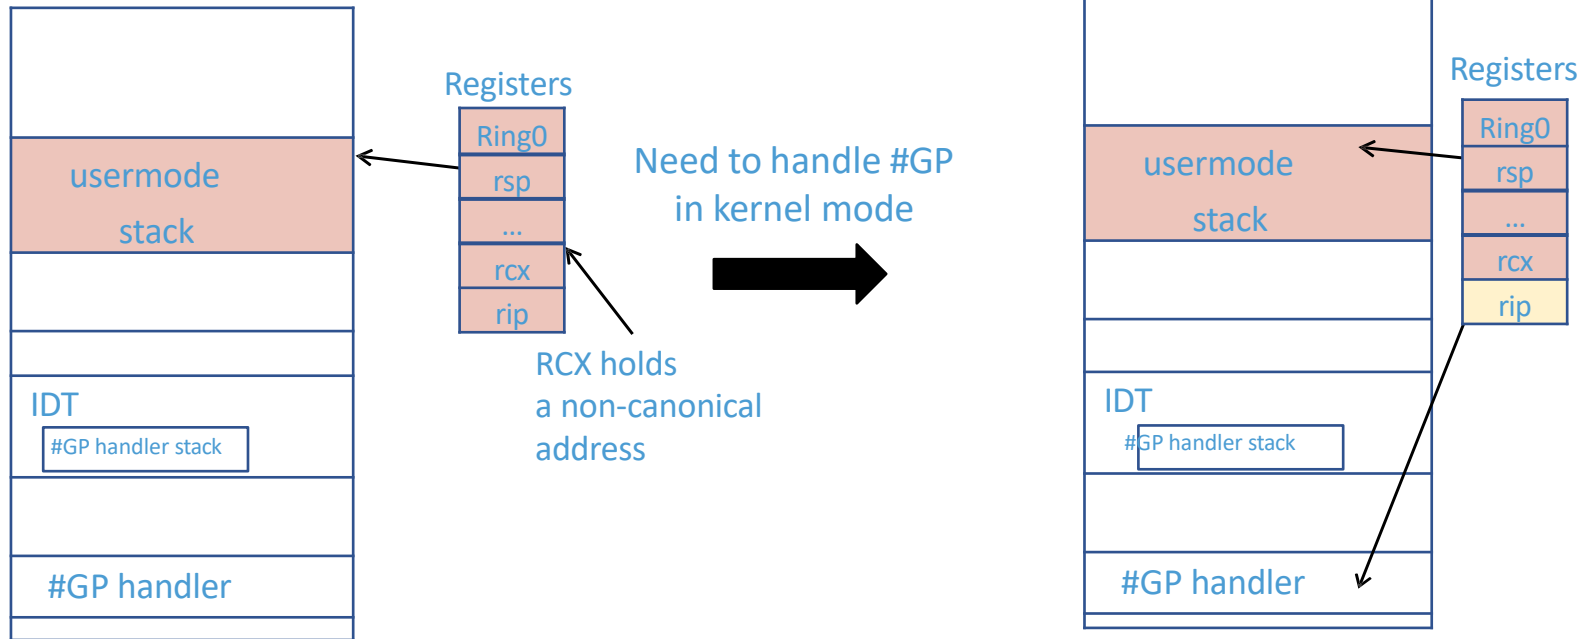 usermode
stack
IDT
#GP handler stack
#GP handler
Registers
Ring0
rsp
...
rcx
rip
RCX holds
a non-canonical
address
Need to handle #GP
in kernel mode
usermode
stack
IDT
#GP handler stack
#GP handler
Registers
Ring0
rsp
...
rcx
rip